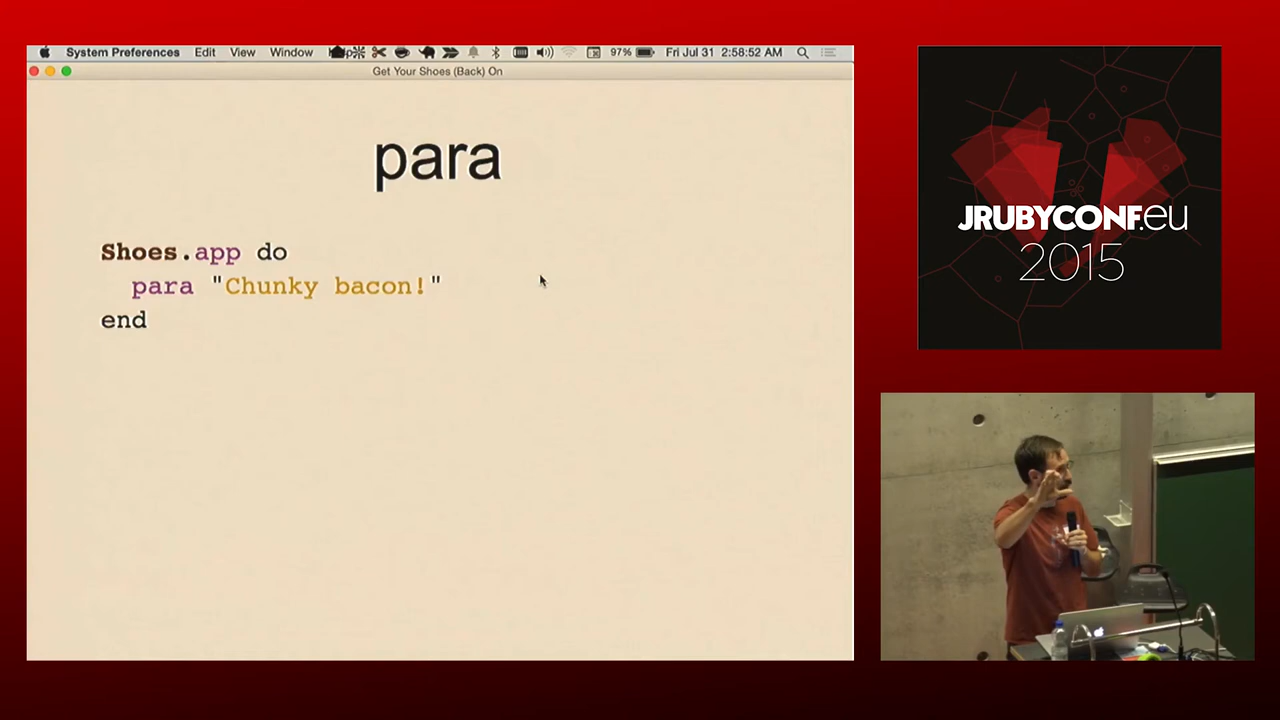 System Preferences Edit View Window 97% Fri Jul 31 2:58:52 AM
Get Your Shoes (Back) On
para
Shoes.app do
  para "Chunky bacon!"
end
JRUBYCONF.EU
2015